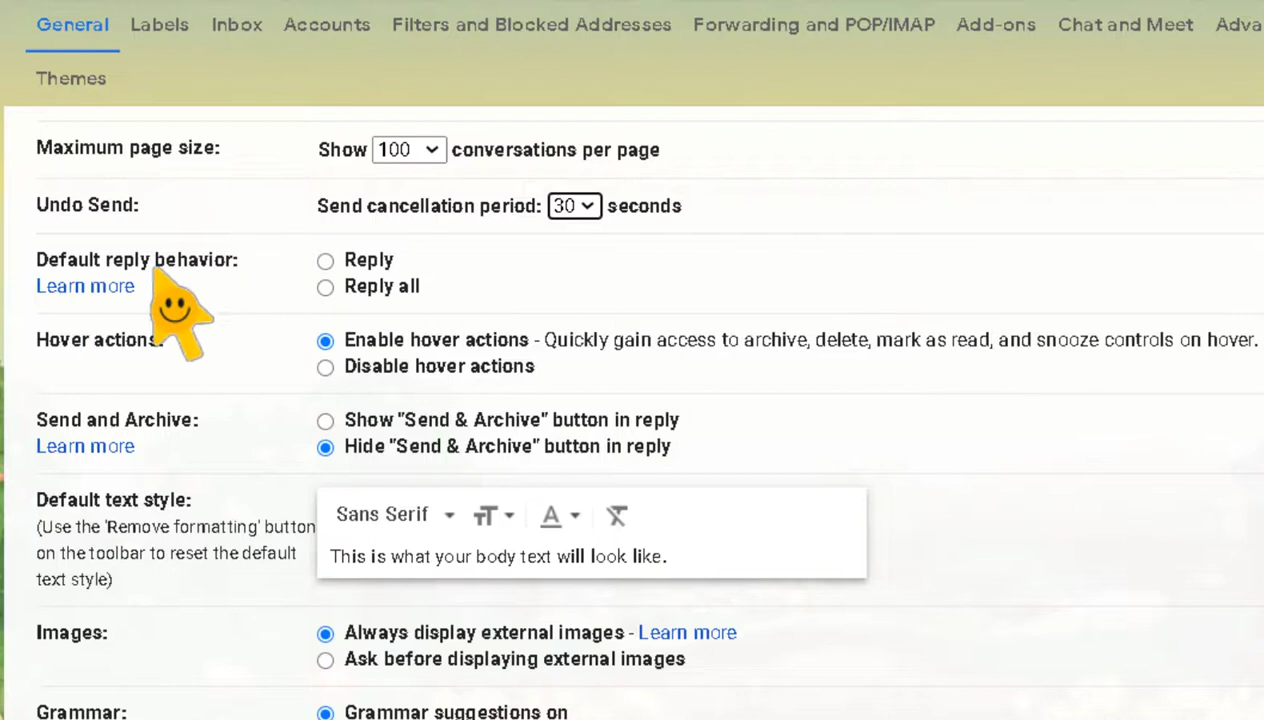 General Labels Inbox Accounts Filters and Blocked Addresses Forwarding and POP/IMAP Add-ons Chat and Meet Adva
Themes
Maximum page size: Show 100 conversations per page
Undo Send: Send cancellation period: 30 seconds
Default reply behavior: Reply
Learn more Reply all
Hover actions: Enable hover actions - Quickly gain access to archive, delete, mark as read, and snooze controls on hover.
Disable hover actions
Send and Archive: Show "Send & Archive" button in reply
Learn more Hide "Send & Archive" button in reply
Default text style:
Sans Serif
(Use the 'Remove formatting' button
on the toolbar to reset the default
text style)
This is what your body text will look like.
Images: Always display external images - Learn more
Ask before displaying external images
Grammar: Grammar suggestions on